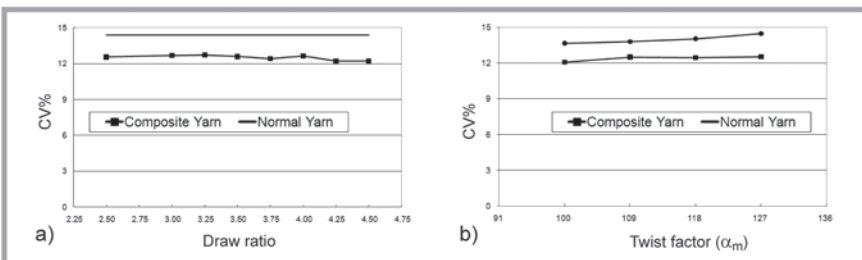 CV%
15
12
9
6
3
0
Composite Yarn Normal Yarn
2.25 2.50 2.75 3.00 3.25 3.50 3.75 4.00 4.25 4.50 4.75
a) Draw ratio
CV%
15
12
9
6
3
0
Composite Yarn Normal Yarn
91 100 109 118 127 136
b) Twist factor (αm)